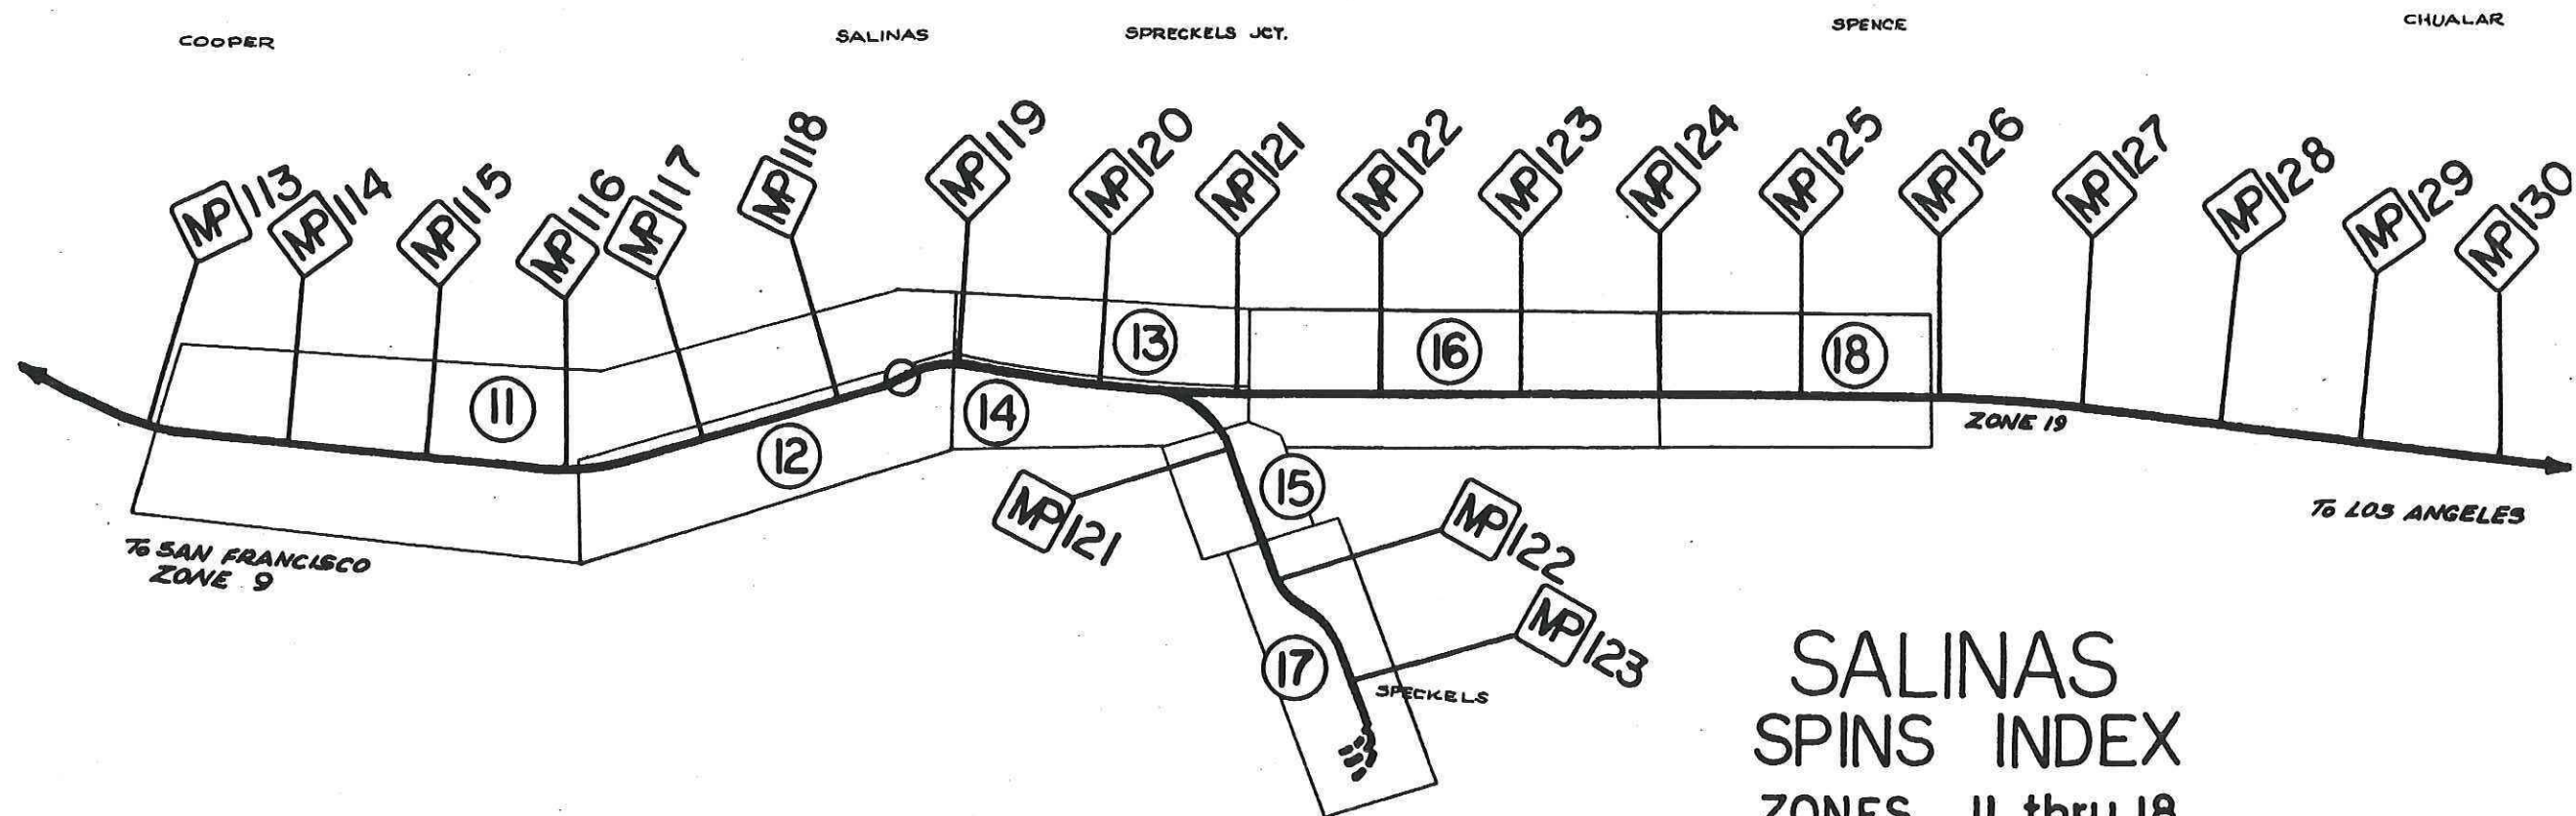 COOPER
SALINAS
SPRECKELS JCT.
SPENCE
CHUALAR
MP 113
MP 114
MP 115
MP 116
MP 117
MP 118
MP 119
MP 120
MP 121
MP 122
MP 123
MP 124
MP 125
MP 126
MP 127
MP 128
MP 129
MP 130
11
12
13
14
16
18
ZONE 19
15
MP 121
MP 122
TO SAN FRANCISCO
ZONE 9
TO LOS ANGELES
17
MP 123
SPECKELS
SALINAS
SPINS INDEX
ZONES 11 thru 18